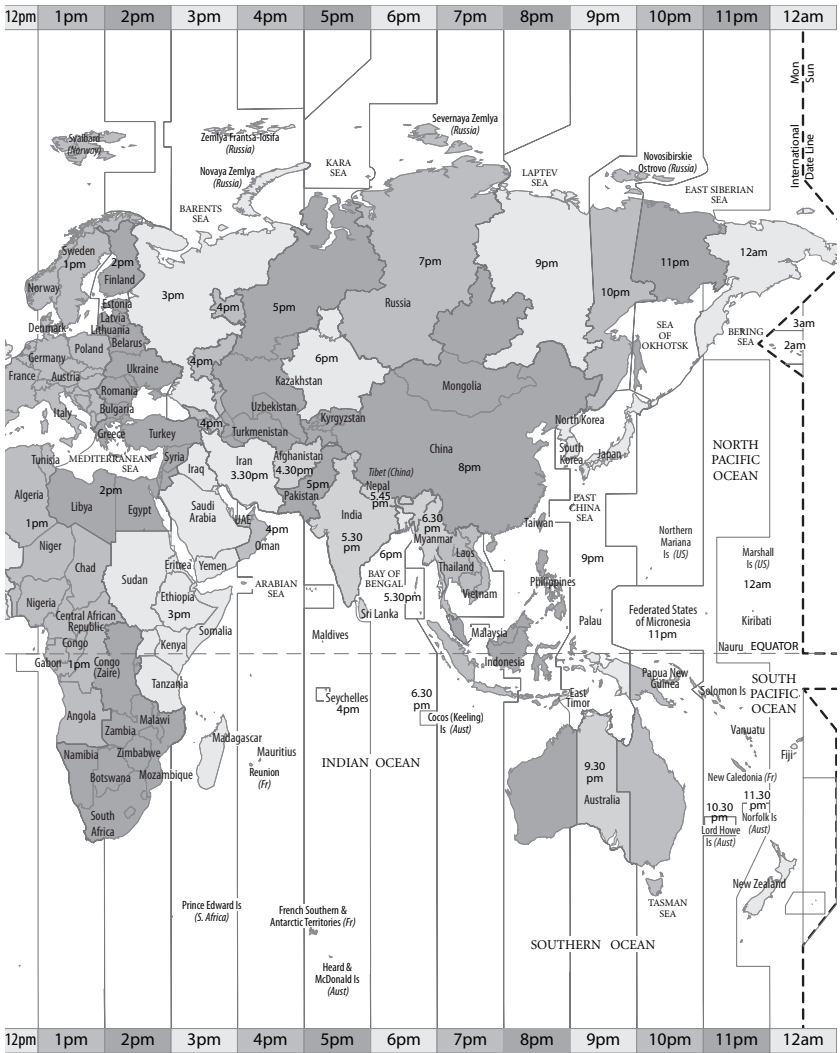 12pm 1pm 2pm 3pm 4pm 5pm 6pm 7pm 8pm 9pm 10pm 11pm 12am
Mon
Sun
International
Date Line
Svalbard
(Norway)
Zemlya Frantsa-Iosifa
(Russia)
Severnaya Zemlya
(Russia)
Novaya Zemlya
(Russia)
KARA
SEA
LAPTEV
SEA
Novosibirskie
Ostrovo (Russia)
EAST SIBERIAN
SEA
BARENTS
SEA
Sweden
1pm
2pm
Finland
Norway
3pm
4pm
5pm
7pm
Russia
9pm
10pm
11pm
12am
Estonia
Latvia
Lithuania
Denmark
Belarus
Poland
Germany
France
Austria
Ukraine
Romania
Bulgaria
Italy
Greece
Turkey
SEA
OF
OKHOTSK
BERING
SEA
3am
2am
4pm
6pm
Kazakhstan
Mongolia
Uzbekistan
Kyrgyzstan
4pm
Turkmenistan
North Korea
South
Korea
Japan
China
8pm
Tibet (China)
NORTH
PACIFIC
OCEAN
Tunisia
MEDITERRANEAN
SEA
Syria
Iraq
Iran
3.30pm
Afghanistan
4.30pm
5pm
Pakistan
Nepal
5.45
pm
Algeria
1pm
2pm
Libya
Egypt
Saudi
Arabia
UAE
4pm
Oman
India
5.30
pm
6.30
pm
Myanmar
6pm
Laos
Thailand
Vietnam
Taiwan
EAST
CHINA
SEA
9pm
Northern
Mariana
Is (US)
Marshall
Is (US)
12am
Niger
Chad
Sudan
Eritrea
Yemen
ARABIAN
SEA
BAY OF
BENGAL
5.30pm
Sri Lanka
Philippines
Nigeria
Central African
Republic
Ethiopia
3pm
Somalia
Maldives
Malaysia
Palau
Federated States
of Micronesia
11pm
Kiribati
Congo
Kenya
Nauru
EQUATOR
Gabon
1pm
Congo
(Zaire)
Tanzania
Indonesia
Papua New
Guinea
Solomon Is
SOUTH
PACIFIC
OCEAN
Seychelles
4pm
6.30
pm
Cocos (Keeling)
Is (Aust)
East
Timor
Angola
Zambia
Malawi
Madagascar
Mauritius
Reunion
(Fr)
INDIAN OCEAN
Vanuatu
Fiji
New Caledonia (Fr)
Namibia
Zimbabwe
Botswana
Mozambique
9.30
pm
Australia
10.30
pm
Lord Howe
Is (Aust)
11.30
pm
Norfolk Is
(Aust)
South
Africa
New Zealand
TASMAN
SEA
Prince Edward Is
(S. Africa)
French Southern &
Antarctic Territories (Fr)
SOUTHERN OCEAN
Heard &
McDonald Is
(Aust)
12pm 1pm 2pm 3pm 4pm 5pm 6pm 7pm 8pm 9pm 10pm 11pm 12am